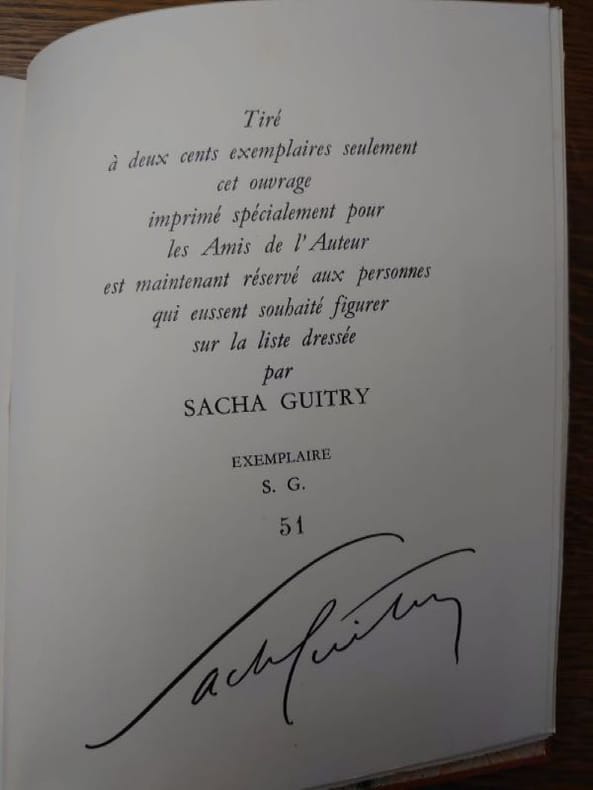 Tiré
à deux cents exemplaires seulement
cet ouvrage
imprimé spécialement pour
les Amis de l'Auteur
est maintenant réservé aux personnes
qui eussent souhaité figurer
sur la liste dressée
par
SACHA GUITRY
EXEMPLAIRE
S. G.
51
Sacha Guitry